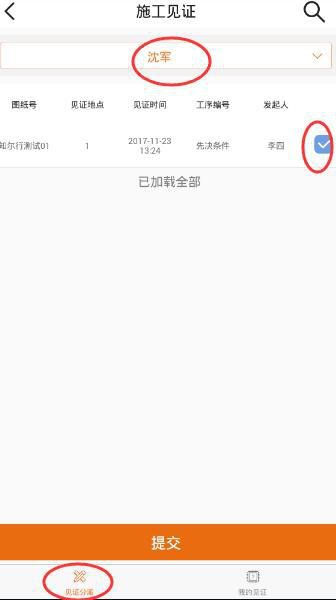 施工见证
沈军
图纸号 见证地点 见证时间 工序编号 发起人
知尔行测试01 1 2017-11-23 13:24 先决条件 李四
已加载全部
提交
见证分派 我的见证